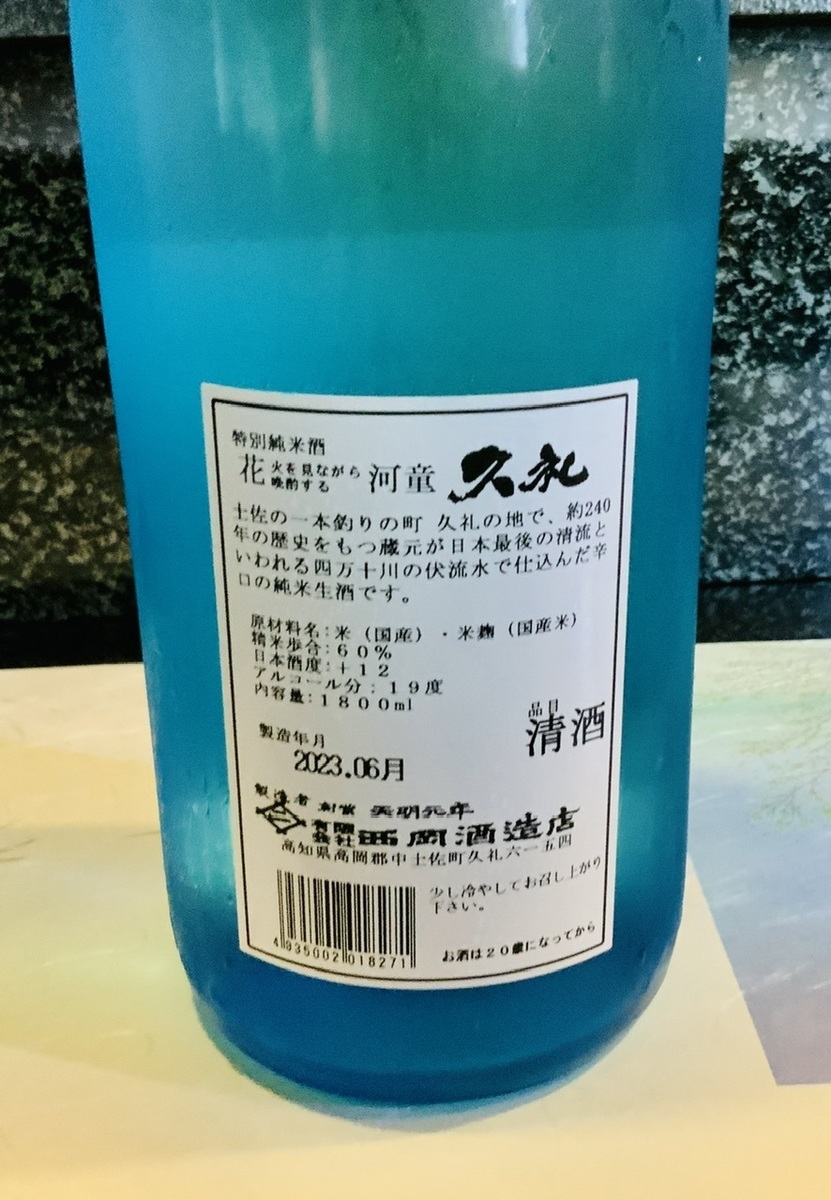 特別純米酒
花火を見ながら晩酌する河童 久礼
土佐の一本釣りの町 久礼の地で、約240
年の歴史をもつ蔵元が日本最後の清流と
いわれる四万十川の伏流水で仕込んだ辛
口の純米生酒です。
原材料名：米（国産）・米麹（国産米）
精米歩合：６０％
日本酒度：＋１２
アルコール分：１９度
内容量：１８００ml
品目
清酒
製造年月
2023.06月
製造者 創業 天明元年
有限会社 西岡酒造店
高知県高岡郡中土佐町久礼六一五四
少し冷やしてお召し上がり
下さい。
4935002018271
お酒は２０歳になってから